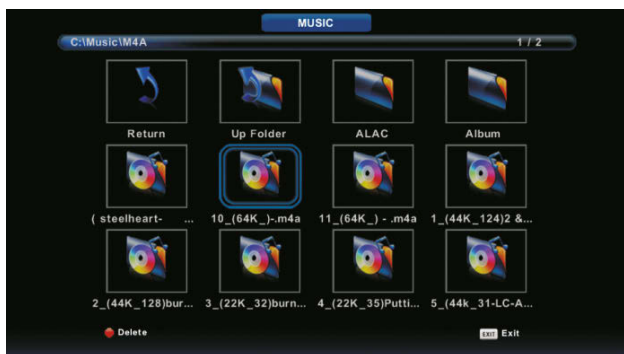 MUSIC
C:\Music\M4A 1 / 2
Return Up Folder ALAC Album
( steelheart- ... 10_(64K_)-.m4a 11_(64K_) - .m4a 1_(44K_124)2 &...
2_(44K_128)bur... 3_(22K_32)burn... 4_(22K_35)Putti... 5_(44k_31-LC-A...
Delete EXIT Exit